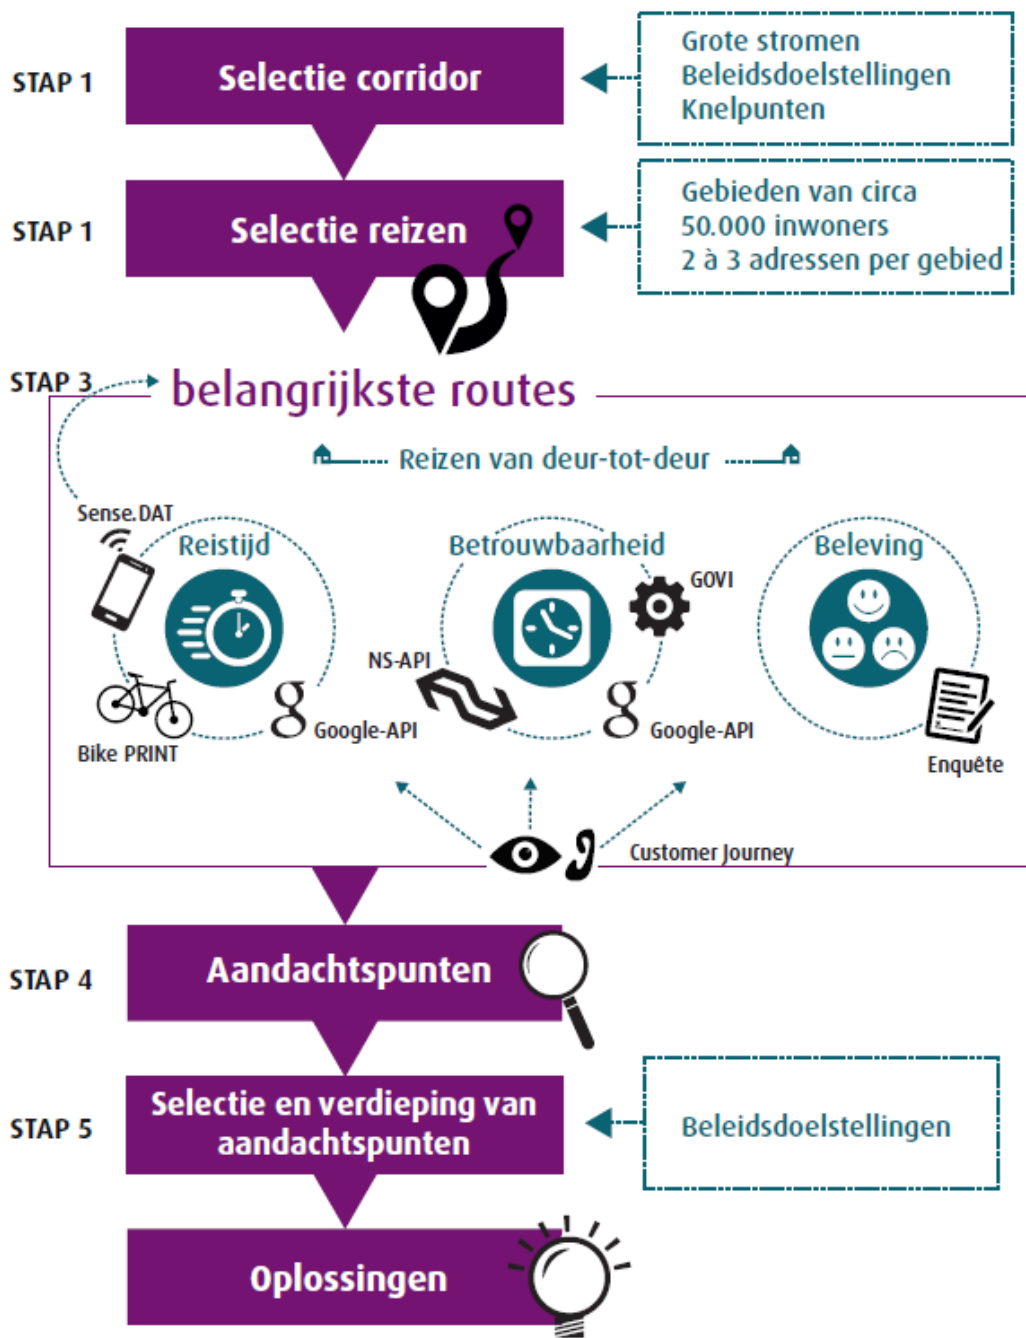 STAP 1
Selectie corridor
Grote stromen
Beleidsdoelstellingen
Knelpunten
STAP 1
Selectie reizen
Gebieden van circa
50.000 inwoners
2 à 3 adressen per gebied
STAP 3
belangrijkste routes
Reizen van deur-tot-deur
Sense.DAT
Reistijd
Bike PRINT
Google-API
Betrouwbaarheid
GOVI
NS-API
Google-API
Beleving
Enquête
Customer Journey
STAP 4
Aandachtspunten
STAP 5
Selectie en verdieping van
aandachtspunten
Beleidsdoelstellingen
Oplossingen